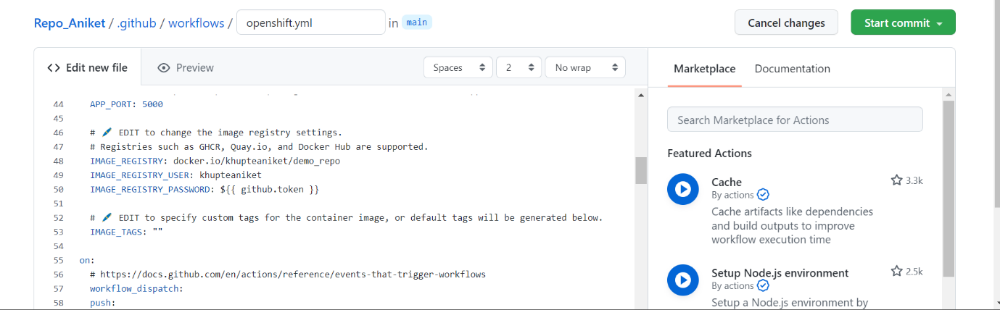 Repo_Aniket / .github / workflows / openshift.yml in main
Cancel changes
Start commit
<> Edit new file
Preview
Spaces
2
No wrap
Marketplace
Documentation
44 APP_PORT: 5000
45
46 # 🖌️ EDIT to change the image registry settings.
47 # Registries such as GHCR, Quay.io, and Docker Hub are supported.
48 IMAGE_REGISTRY: docker.io/khupteaniket/demo_repo
49 IMAGE_REGISTRY_USER: khupteaniket
50 IMAGE_REGISTRY_PASSWORD: ${{ github.token }}
51
52 # 🖌️ EDIT to specify custom tags for the container image, or default tags will be generated below.
53 IMAGE_TAGS: ""
54
55 on:
56 # https://docs.github.com/en/actions/reference/events-that-trigger-workflows
57 workflow_dispatch:
58 push:
Search Marketplace for Actions
Featured Actions
Cache
3.3k
By actions
Cache artifacts like dependencies
and build outputs to improve
workflow execution time
Setup Node.js environment
2.5k
By actions
Setup a Node.js environment by